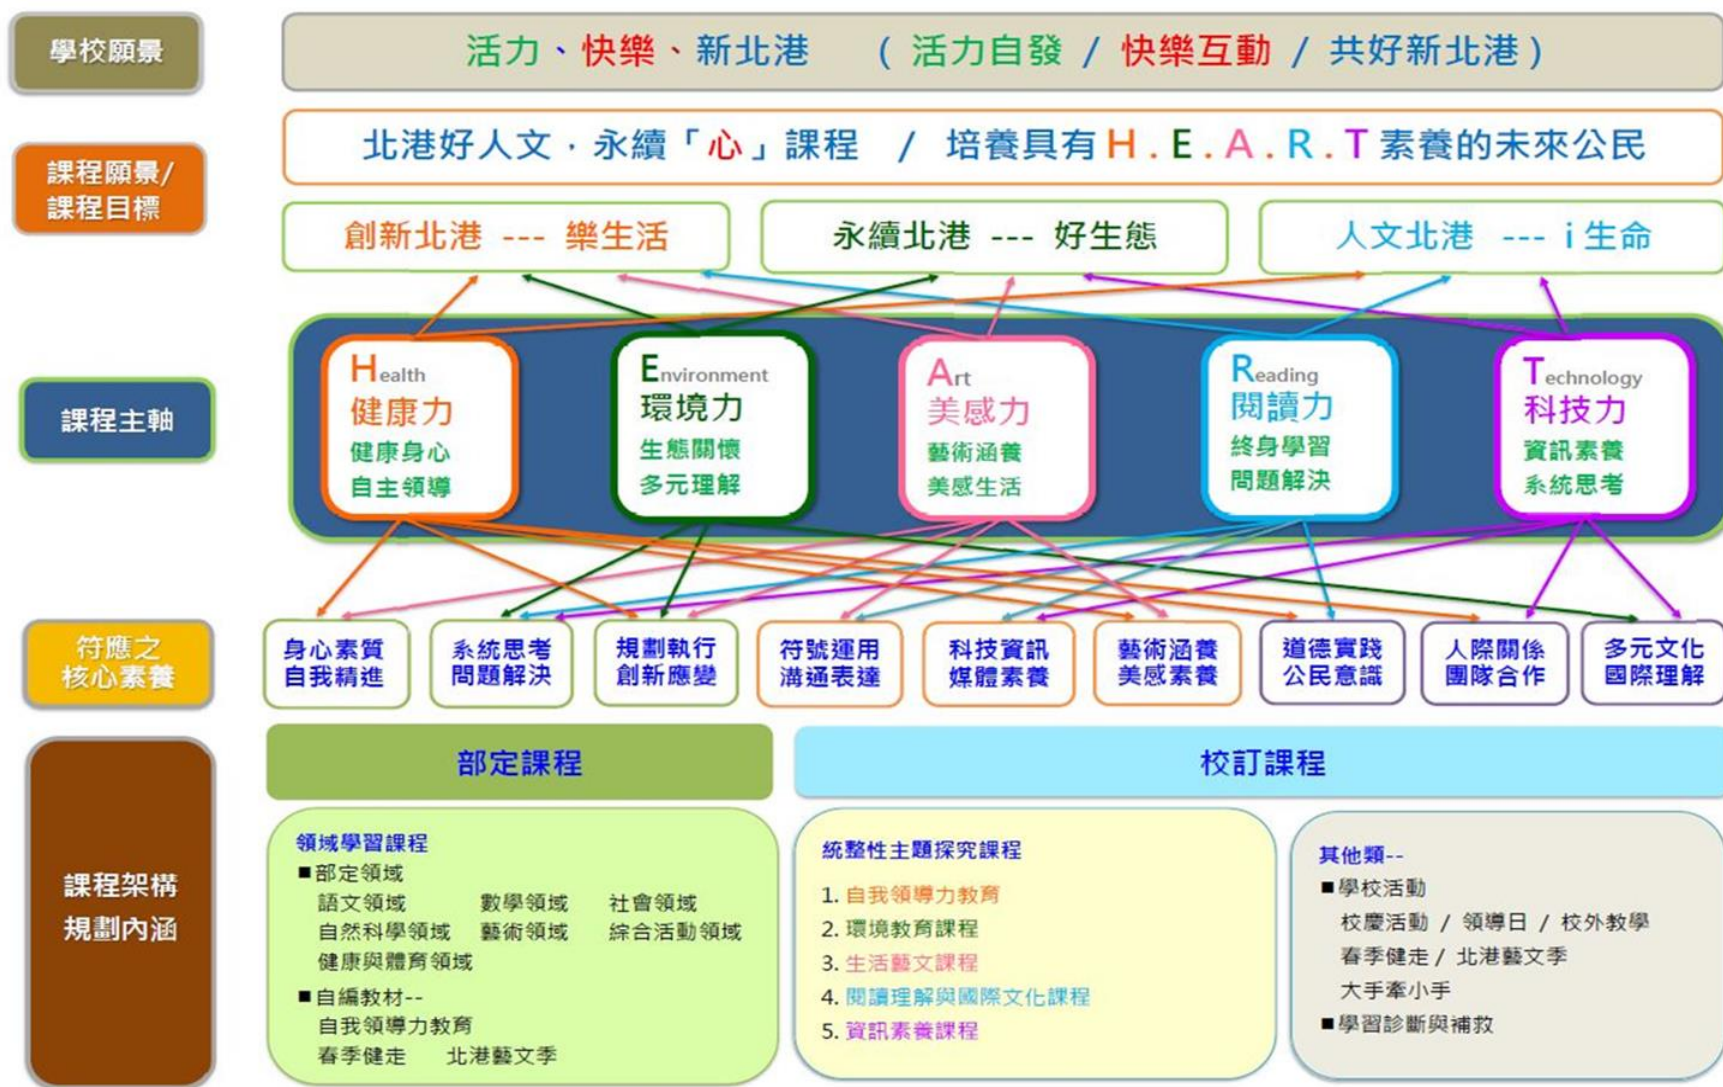 學校願景
活力、快樂、新北港 ( 活力自發 / 快樂互動 / 共好新北港 )
課程願景/
課程目標
北港好人文，永續「心」課程 / 培養具有 H . E . A . R . T 素養的未來公民
創新北港 --- 樂生活
永續北港 --- 好生態
人文北港 --- i 生命
課程主軸
Health
健康力
健康身心
自主領導
Environment
環境力
生態關懷
多元理解
Art
美感力
藝術涵養
美感生活
Reading
閱讀力
終身學習
問題解決
Technology
科技力
資訊素養
系統思考
符應之
核心素養
身心素質
自我精進
系統思考
問題解決
規劃執行
創新應變
符號運用
溝通表達
科技資訊
媒體素養
藝術涵養
美感素養
道德實踐
公民意識
人際關係
團隊合作
多元文化
國際理解
課程架構
規劃內涵
部定課程
領域學習課程
■部定領域
語文領域 數學領域 社會領域
自然科學領域 藝術領域 綜合活動領域
健康與體育領域
■自編教材--
自我領導力教育
春季健走 北港藝文季
校訂課程
統整性主題探究課程
1. 自我領導力教育
2. 環境教育課程
3. 生活藝文課程
4. 閱讀理解與國際文化課程
5. 資訊素養課程
其他類--
■學校活動
校慶活動 / 領導日 / 校外教學
春季健走 / 北港藝文季
大手牽小手
■學習診斷與補救